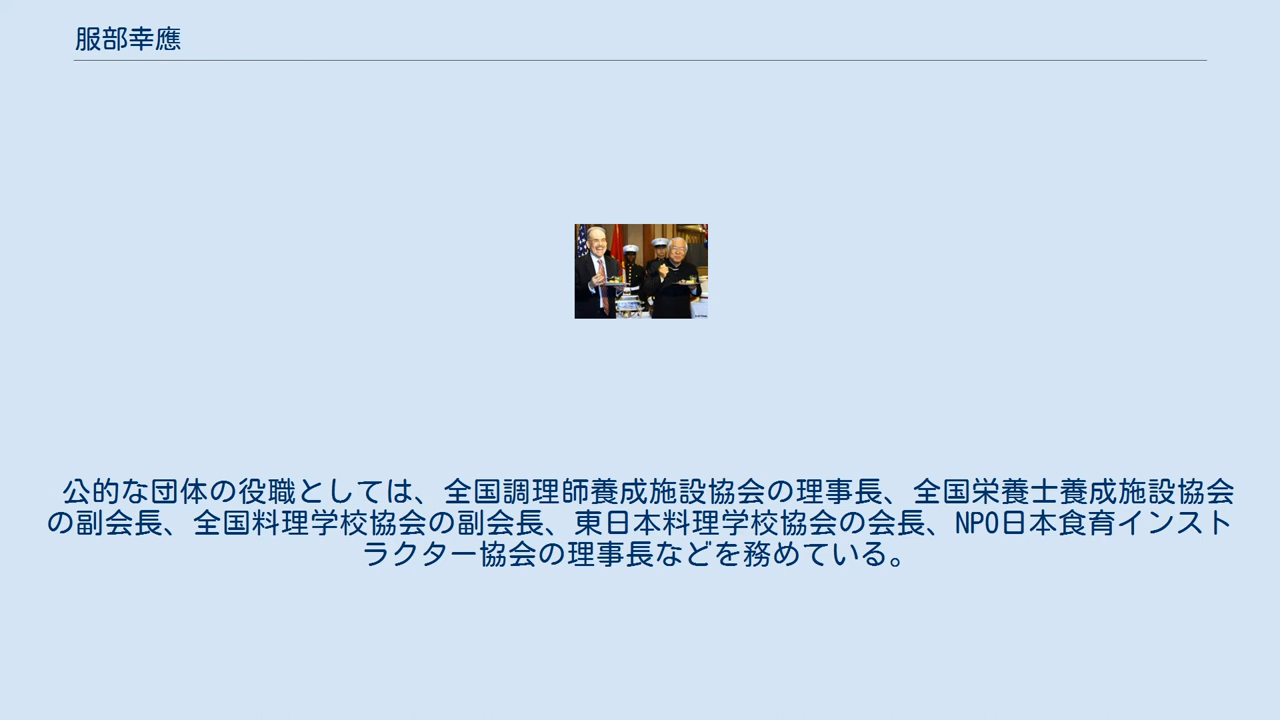 服部幸應
公的な団体の役職としては、全国調理師養成施設協会の理事長、全国栄養士養成施設協会
の副会長、全国料理学校協会の副会長、東日本料理学校協会の会長、NPO日本食育インスト
ラクター協会の理事長などを務めている。